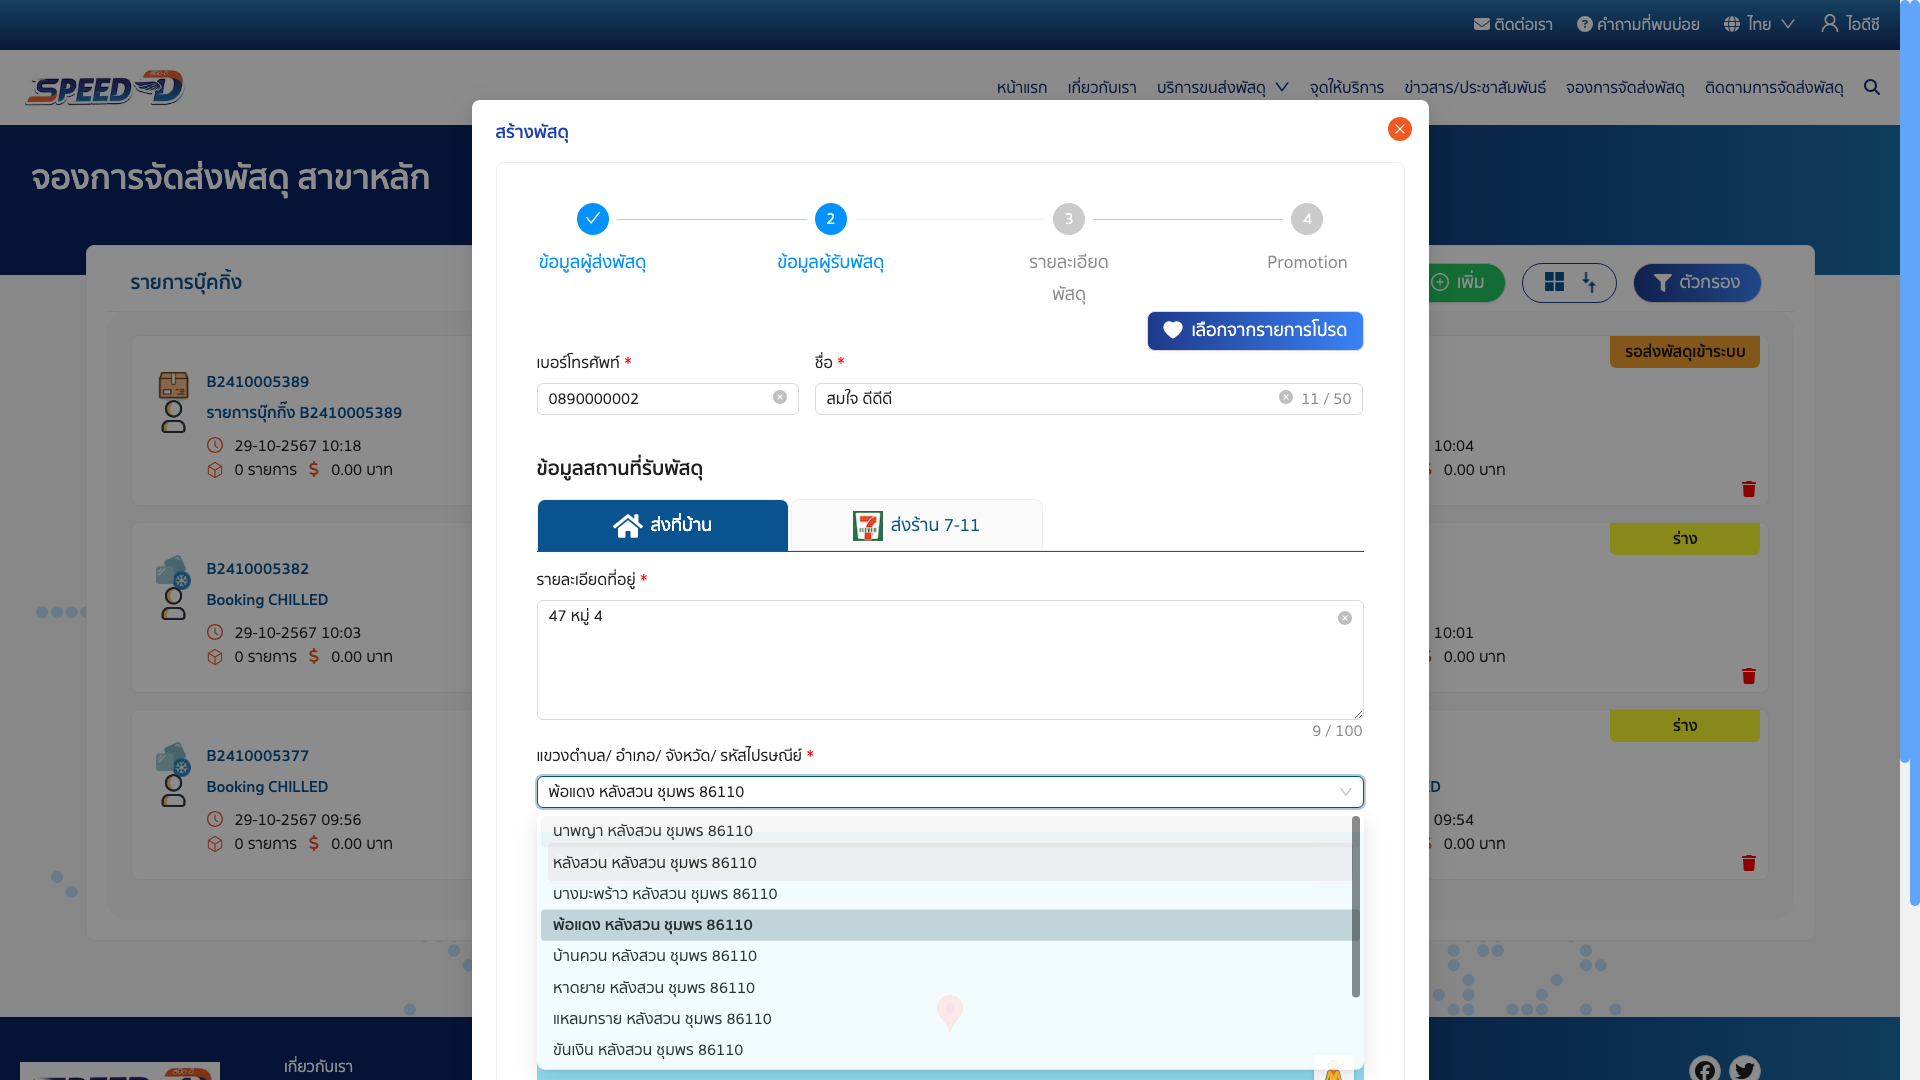 ติดต่อเรา คำถามที่พบบ่อย ไทย ไอดีซี
SPEED-D หน้าแรก เกี่ยวกับเรา บริการขนส่งพัสดุ จุดให้บริการ ข่าวสาร/ประชาสัมพันธ์ จองการจัดส่งพัสดุ ติดตามการจัดส่งพัสดุ
จองการจัดส่งพัสดุ สาขาหลัก
รายการบุ๊คกิ้ง
เพิ่ม
ตัวกรอง
B2410005389
รายการบุ๊กกิ้ง B2410005389
29-10-2567 10:18
0 รายการ $ 0.00 บาท
B2410005382
Booking CHILLED
29-10-2567 10:03
0 รายการ $ 0.00 บาท
B2410005377
Booking CHILLED
29-10-2567 09:56
0 รายการ $ 0.00 บาท
สร้างพัสดุ
2 3 4
ข้อมูลผู้ส่งพัสดุ ข้อมูลผู้รับพัสดุ รายละเอียด Promotion
พัสดุ
เลือกจากรายการโปรด
เบอร์โทรศัพท์ * ชื่อ *
0890000002 สมใจ ดีดีดี 11 / 50
ข้อมูลสถานที่รับพัสดุ
ส่งที่บ้าน 7 ELEVEN ส่งร้าน 7-11
รายละเอียดที่อยู่ *
47 หมู่ 4
9 / 100
แขวงตำบล/ อำเภอ/ จังหวัด/ รหัสไปรษณีย์ *
พ้อแดง หลังสวน ชุมพร 86110
นาพญา หลังสวน ชุมพร 86110
หลังสวน หลังสวน ชุมพร 86110
บางมะพร้าว หลังสวน ชุมพร 86110
พ้อแดง หลังสวน ชุมพร 86110
บ้านควน หลังสวน ชุมพร 86110
หาดยาย หลังสวน ชุมพร 86110
แหลมทราย หลังสวน ชุมพร 86110
ขันเงิน หลังสวน ชุมพร 86110
รอส่งพัสดุเข้าระบบ
10:04
0.00 บาท
ร่าง
10:01
0.00 บาท
ร่าง
D
09:54
0.00 บาท
เกี่ยวกับเรา